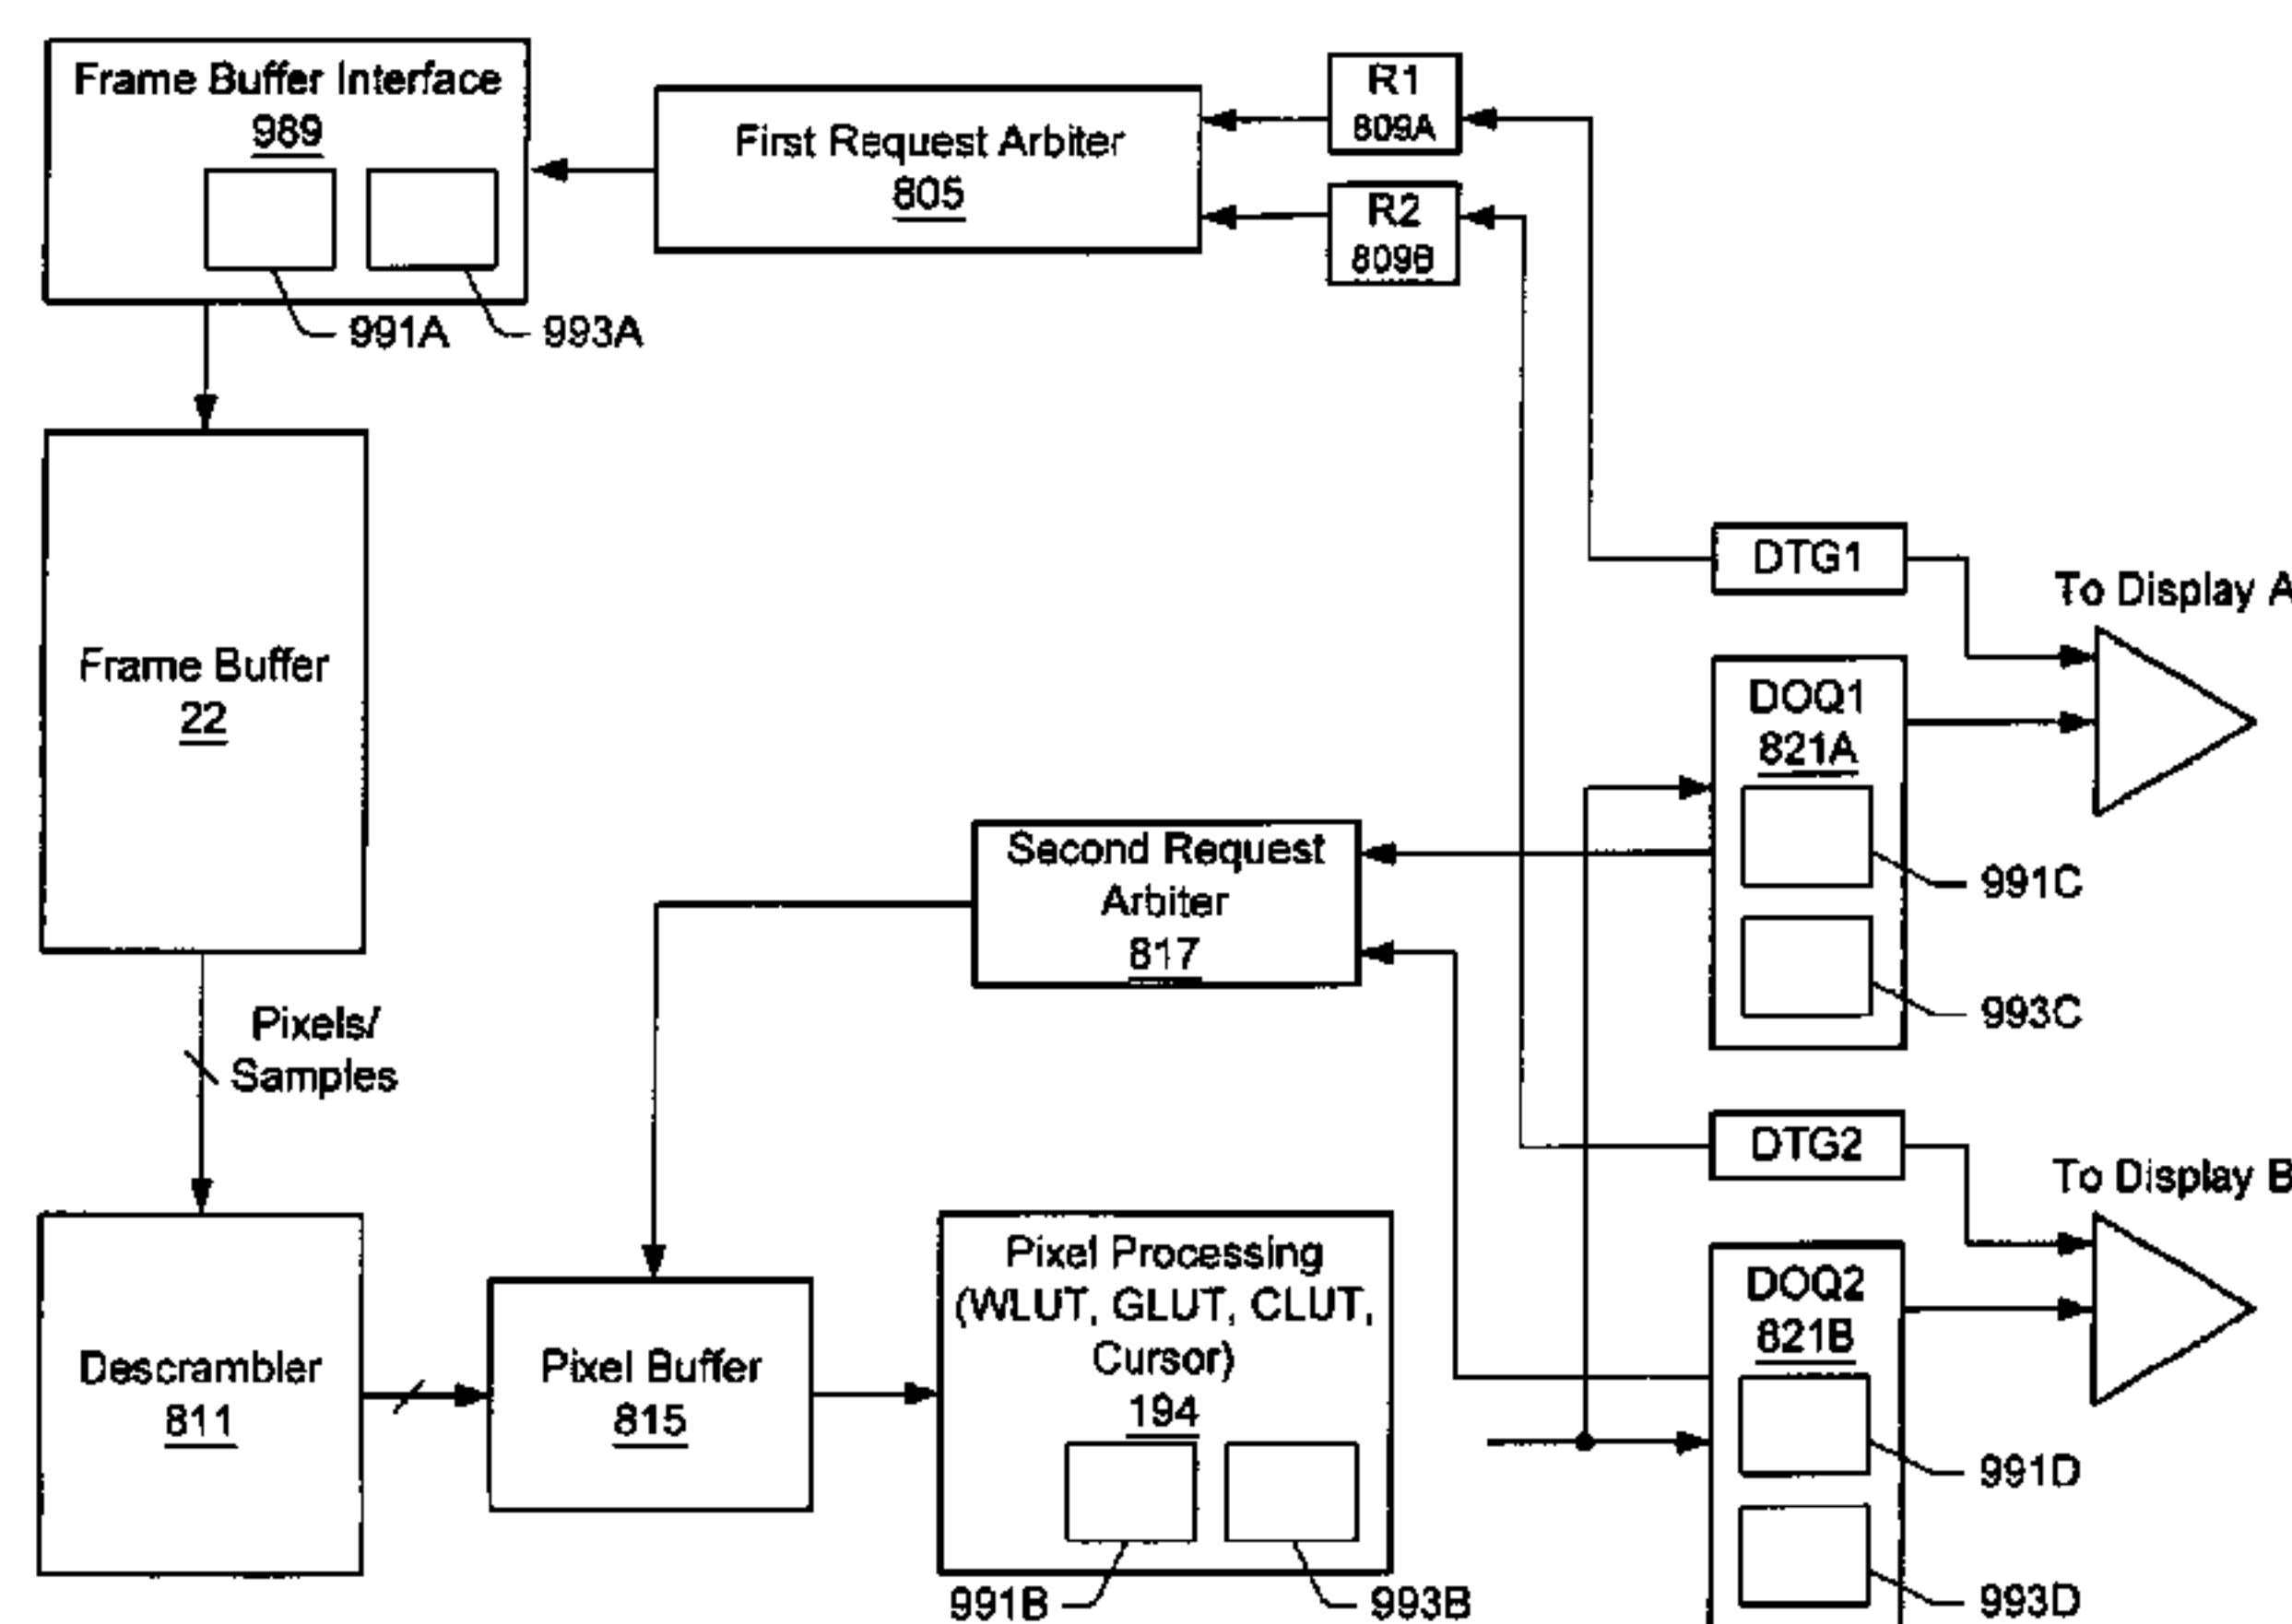 Frame Buffer Interface
989
991A
993A
First Request Arbiter
805
R1
809A
R2
809B
Frame Buffer
22
Pixels/
Samples
DTG1
To Display A
DOQ1
821A
991C
993C
Second Request
Arbiter
817
DTG2
To Display B
DOQ2
821B
991D
993D
Descrambler
811
Pixel Buffer
815
Pixel Processing
(WLUT, GLUT, CLUT,
Cursor)
194
991B
993B